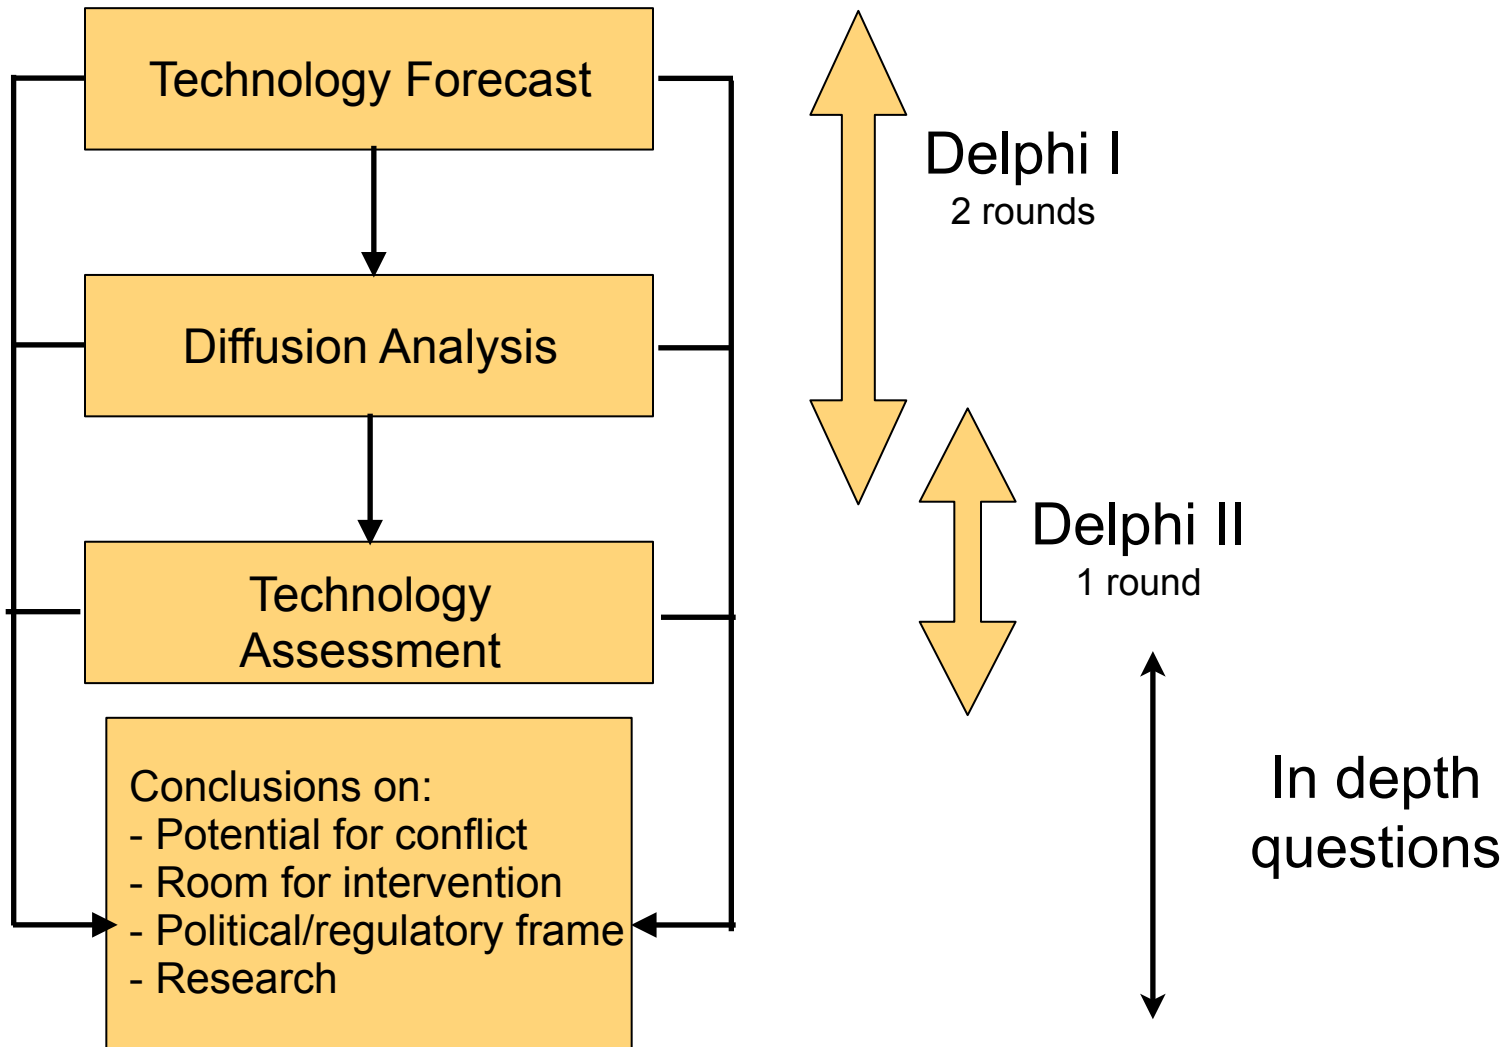 Technology Forecast
Delphi I
2 rounds
Diffusion Analysis
Delphi II
1 round
Technology
Assessment
Conclusions on:
- Potential for conflict
- Room for intervention
- Political/regulatory frame
- Research
In depth
questions